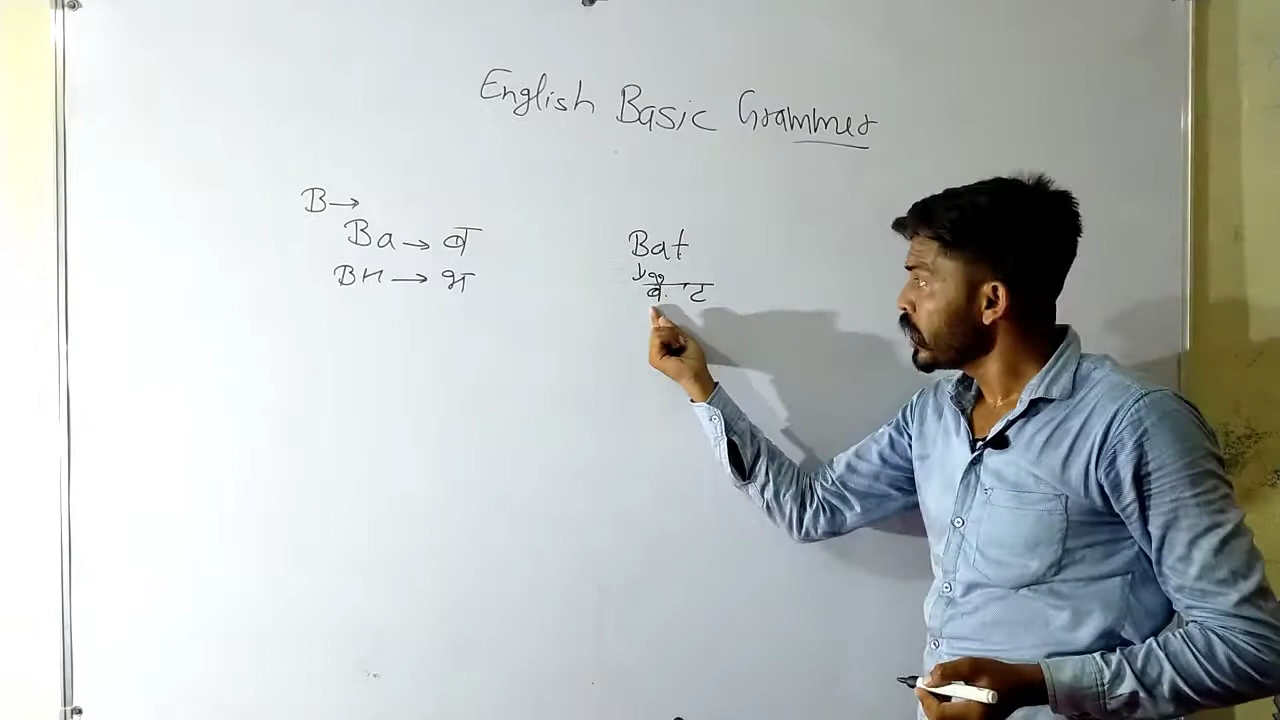 English Basic Grammer
B→
Ba → ब
BH → भ
Bat
↓
बैट